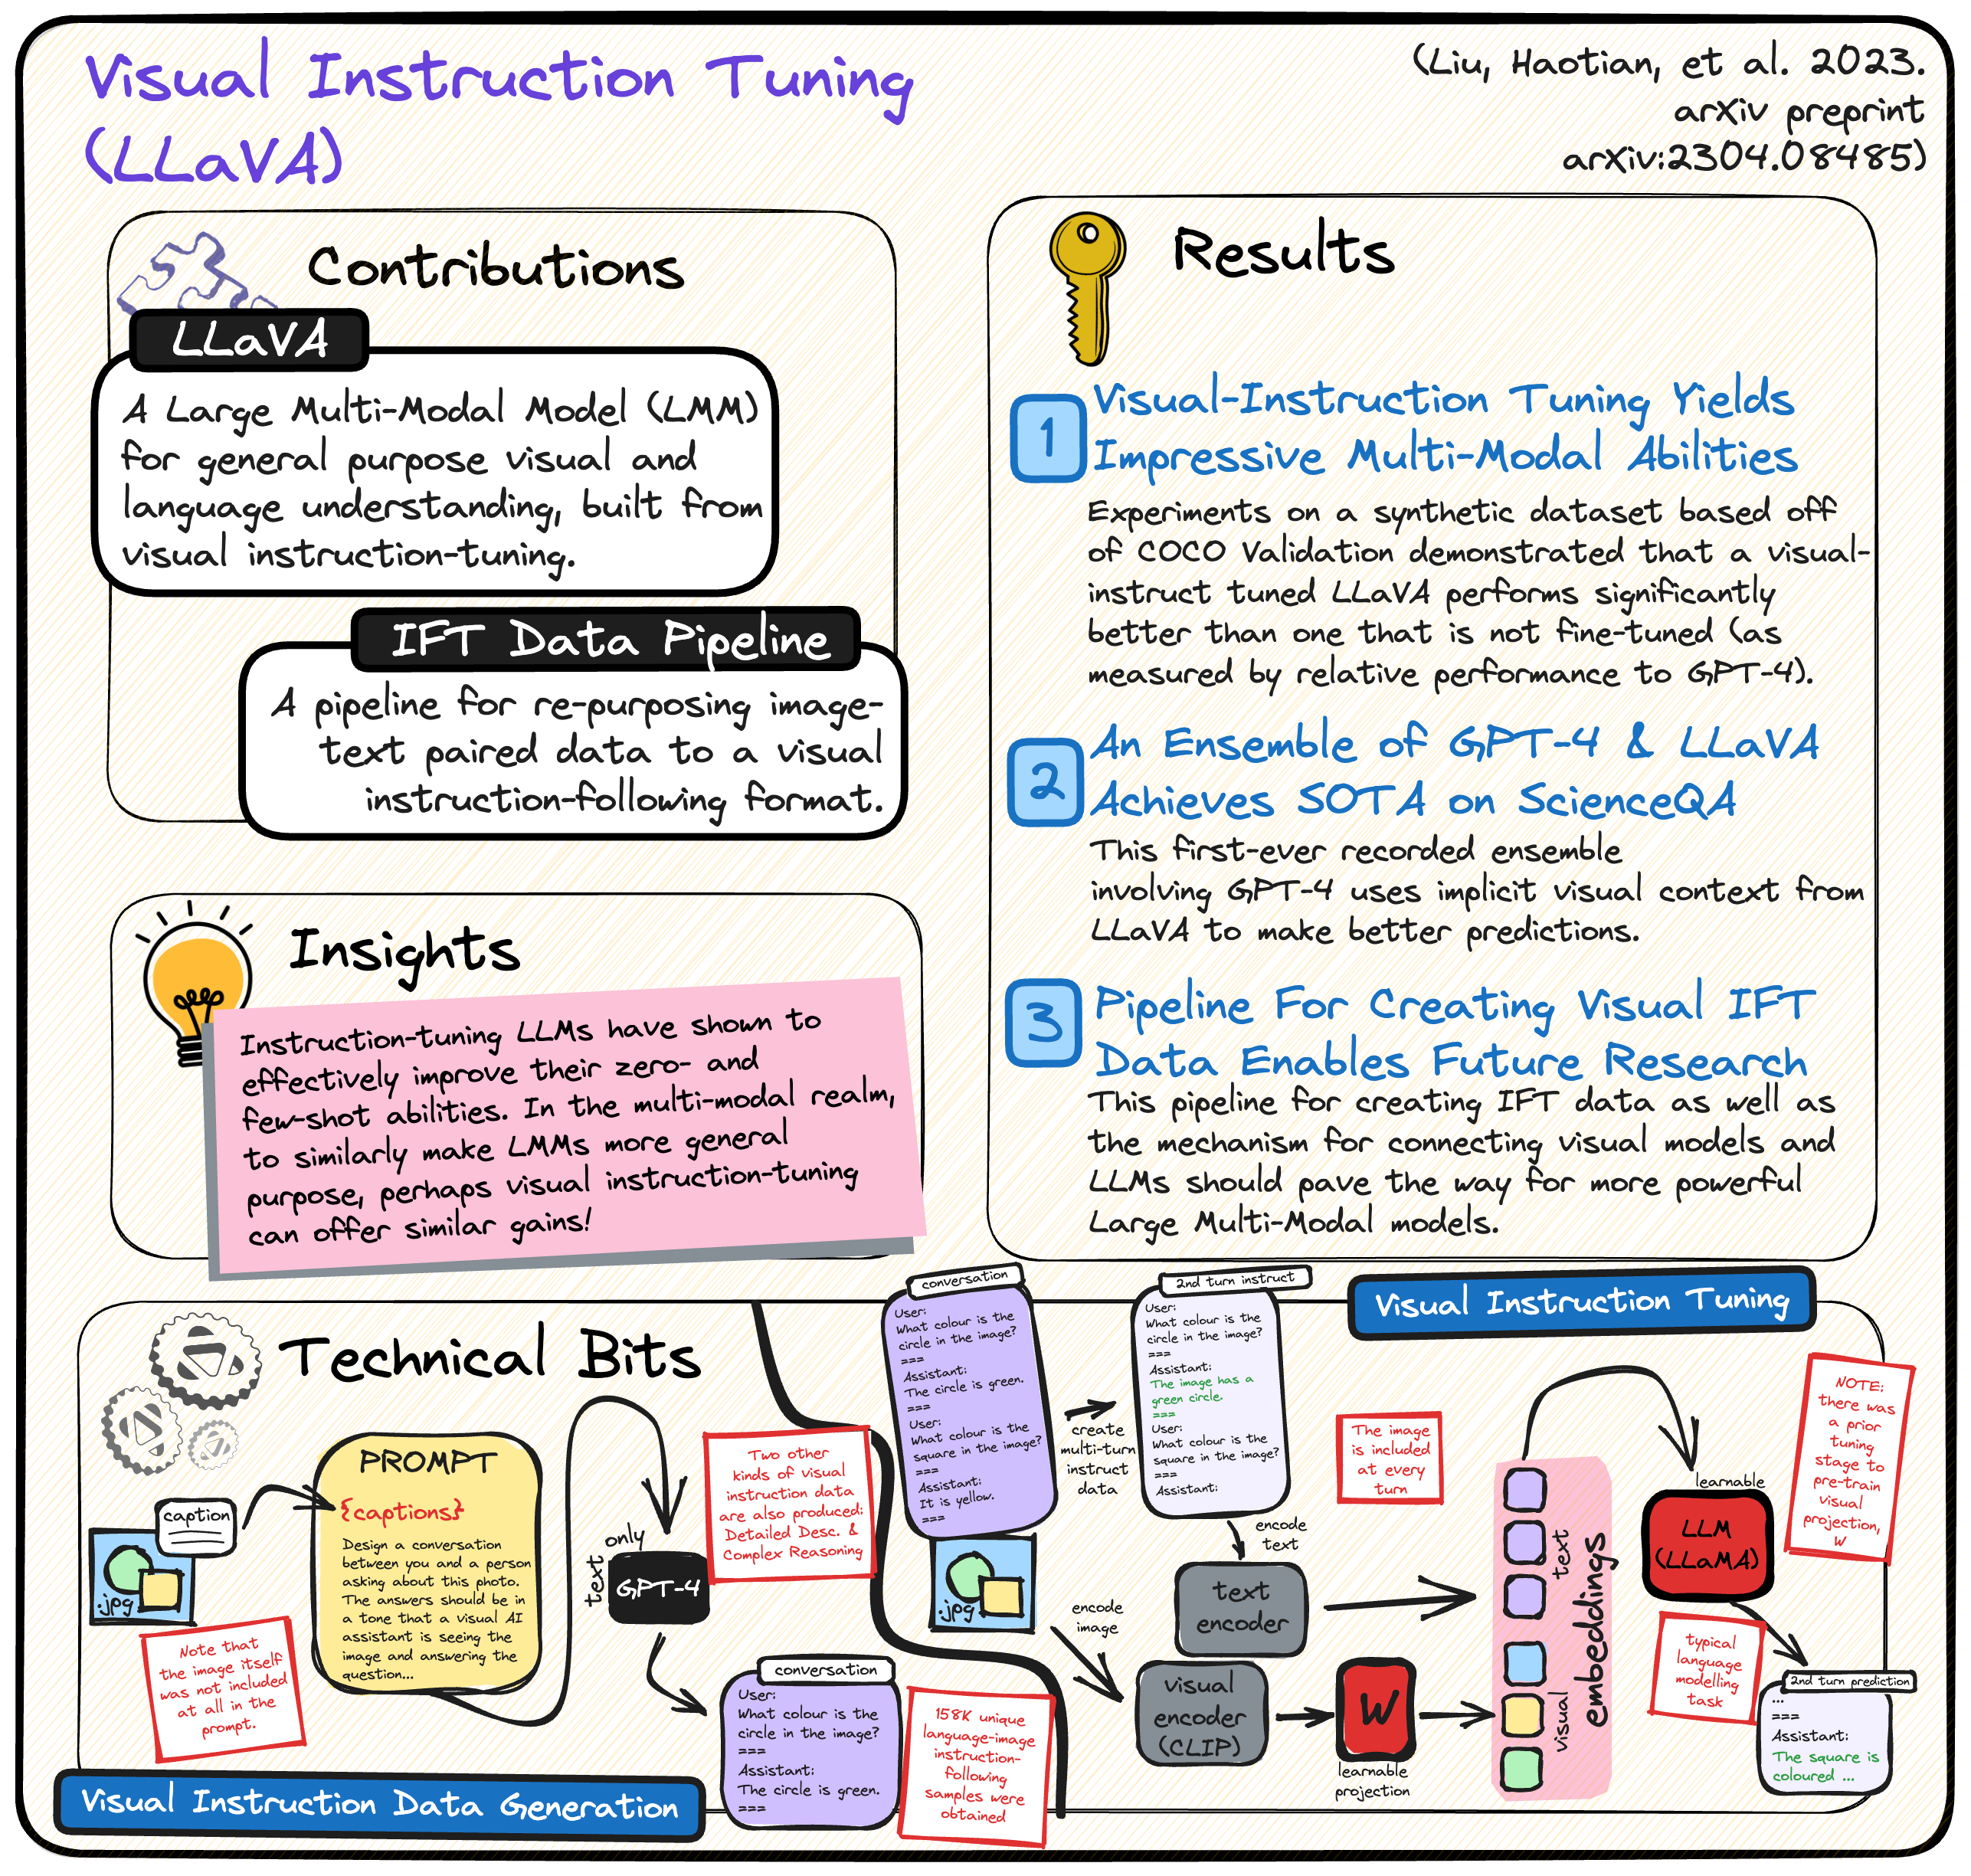 Visual Instruction Tuning
(LLaVA)
(Liu, Haotian, et al. 2023.
arXiv preprint
arXiv:2304.08485)
Contributions
LLaVA
A Large Multi-Modal Model (LMM)
for general purpose visual and
language understanding, built from
visual instruction-tuning.
IFT Data Pipeline
A pipeline for re-purposing image-
text paired data to a visual
instruction-following format.
Insights
Instruction-tuning LLMs have shown to
effectively improve their zero- and
few-shot abilities. In the multi-modal realm,
to similarly make LMMs more general
purpose, perhaps visual instruction-tuning
can offer similar gains!
Results
1
Visual-Instruction Tuning Yields
Impressive Multi-Modal Abilities
Experiments on a synthetic dataset based off
of COCO Validation demonstrated that a visual-
instruct tuned LLaVA performs significantly
better than one that is not fine-tuned (as
measured by relative performance to GPT-4).
2
An Ensemble of GPT-4 & LLaVA
Achieves SOTA on ScienceQA
This first-ever recorded ensemble
involving GPT-4 uses implicit visual context from
LLaVA to make better predictions.
3
Pipeline For Creating Visual IFT
Data Enables Future Research
This pipeline for creating IFT data as well as
the mechanism for connecting visual models and
LLMs should pave the way for more powerful
Large Multi-Modal models.
Technical Bits
caption
.jpg
Note that
the image itself
was not included
at all in the
prompt.
PROMPT
{captions}
Design a conversation
between you and a person
asking about this photo.
The answers should be in
a tone that a visual AI
assistant is seeing the
image and answering the
question...
text only
GPT-4
Two other
kinds of visual
instruction data
are also produced:
Detailed Desc. &
Complex Reasoning
conversation
User:
What colour is the
circle in the image?
===
Assistant:
The circle is green.
===
158K unique
language-image
instruction-
following
samples were
obtained
Visual Instruction Data Generation
Visual Instruction Tuning
conversation
User:
What colour is the
circle in the image?
===
Assistant:
The circle is green.
===
User:
What colour is the
square in the image?
===
Assistant:
It is yellow.
===
.jpg
create
multi-turn
instruct
data
2nd turn instruct
User:
What colour is the
circle in the image?
===
Assistant:
The image has a
green circle.
===
User:
What colour is the
square in the image?
===
Assistant:
encode
text
text
encoder
encode
image
visual
encoder
(CLIP)
W
learnable
projection
The image
is included
at every
turn
text
visual
embeddings
learnable
LLM
(LLaMA)
NOTE:
there was
a prior
tuning
stage to
pre-train
visual
projection,
W
typical
language
modelling
task
2nd turn prediction
...
===
Assistant:
The square is
coloured ...